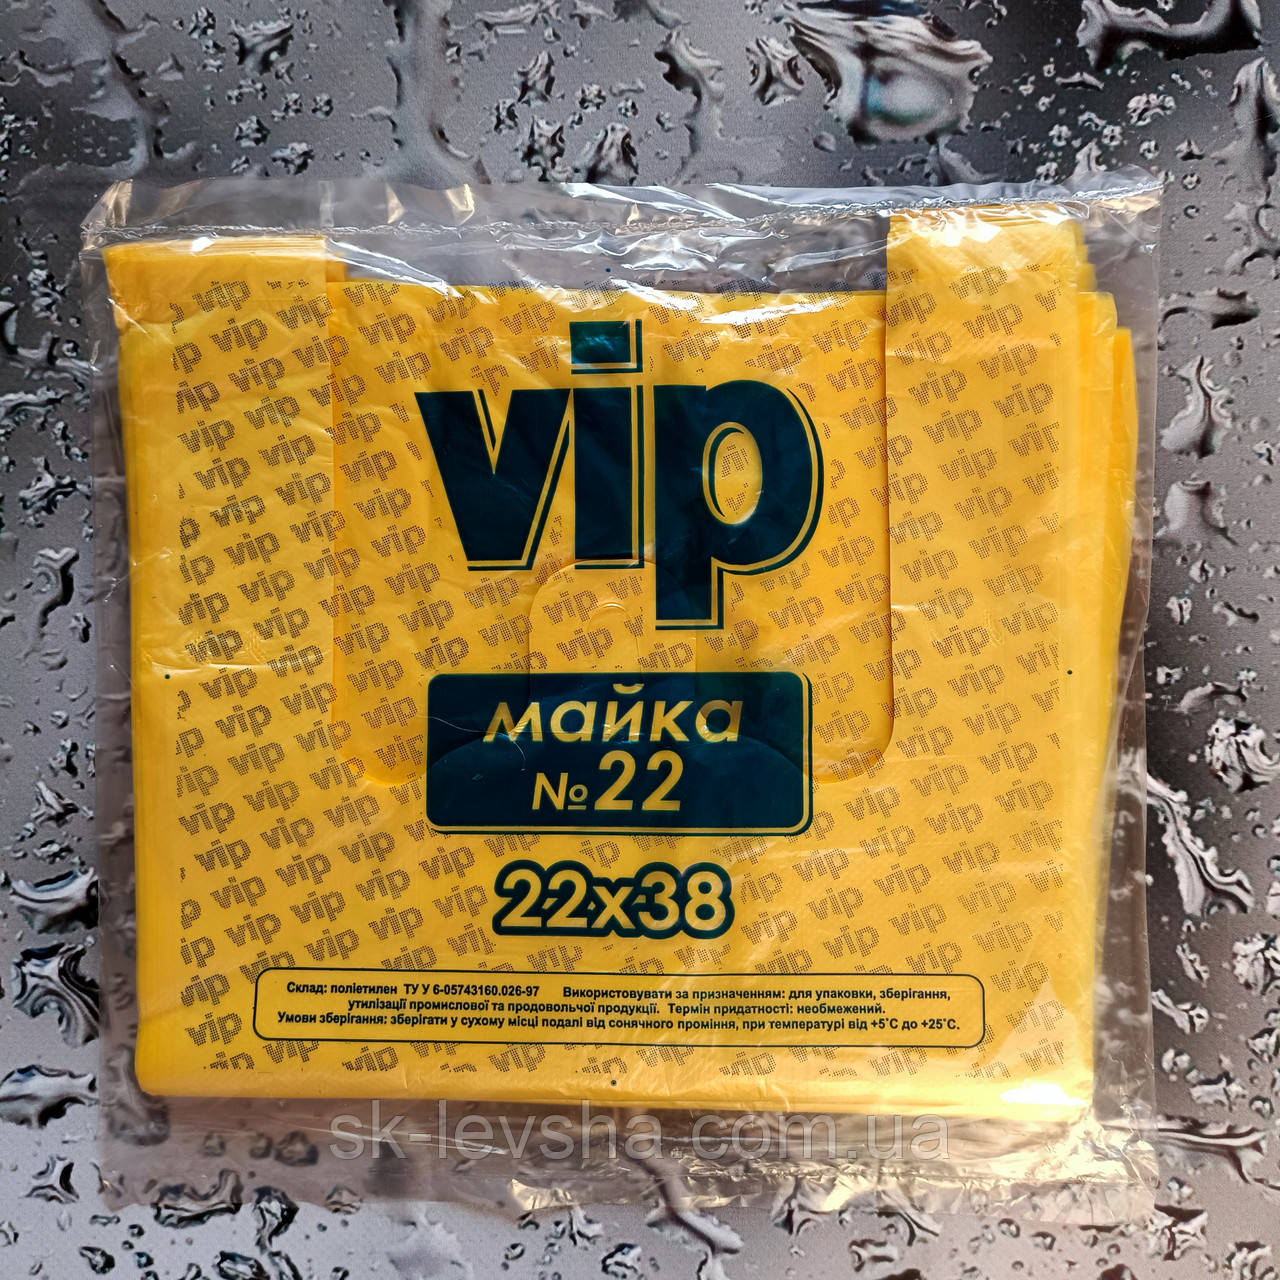 vip
майка
№22
22х38
Склад: поліетилен ТУ У 6-05743160.026-97 Використовувати за призначенням: для упаковки, зберігання,
утилізації промислової та продовольчої продукції. Термін придатності: необмежений.
Умови зберігання: зберігати у сухому місці подалі від сонячного проміння, при температурі від +5˚С до +25˚С.
sk-levsha.com.ua